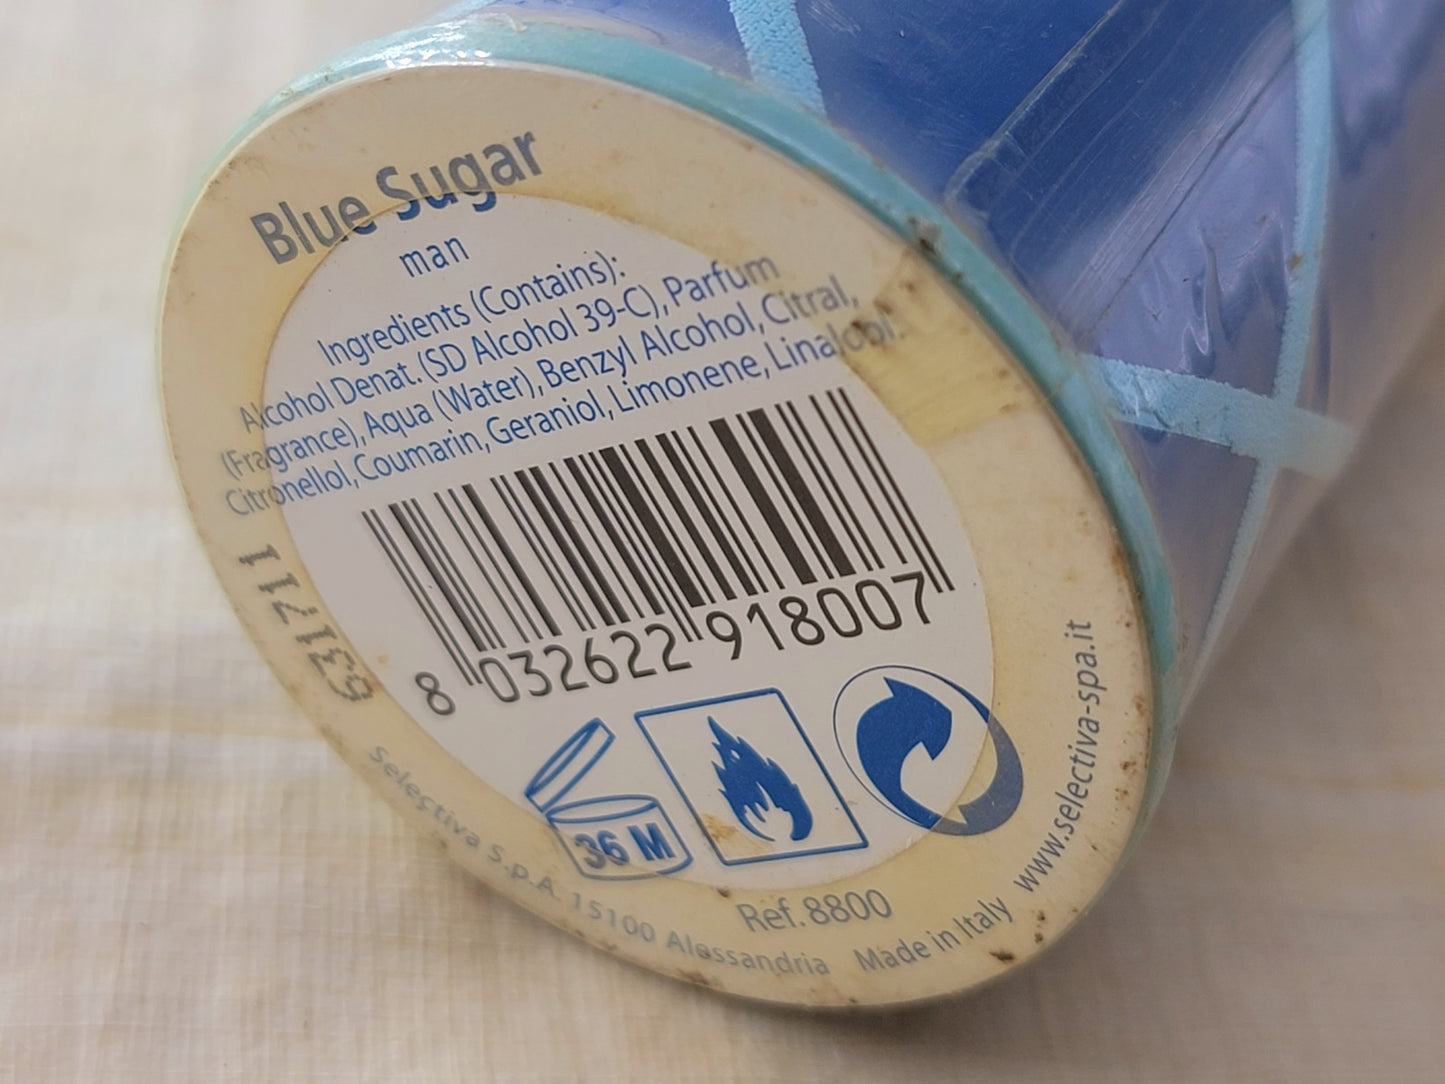 Blue Sugar
man
Ingredients (Contains):
Alcohol Denat. (SD Alcohol 39-C), Parfum
(Fragrance), Aqua (Water), Benzyl Alcohol, Citral,
Citronellol, Coumarin, Geraniol, Limonene, Linalool.
8 032622 918007
631711
36 M
Ref. 8800
Selectiva S.p.A. 15100 Alessandria Made in Italy www.selectiva-spa.it